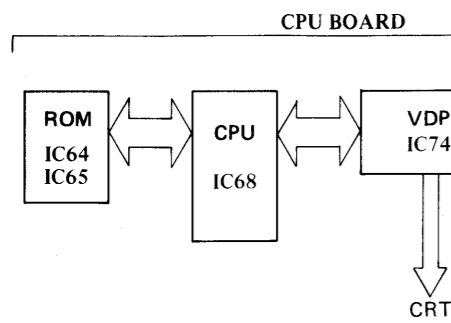 CPU BOARD
ROM
IC64
IC65
CPU
IC68
VDP
IC74
CRT